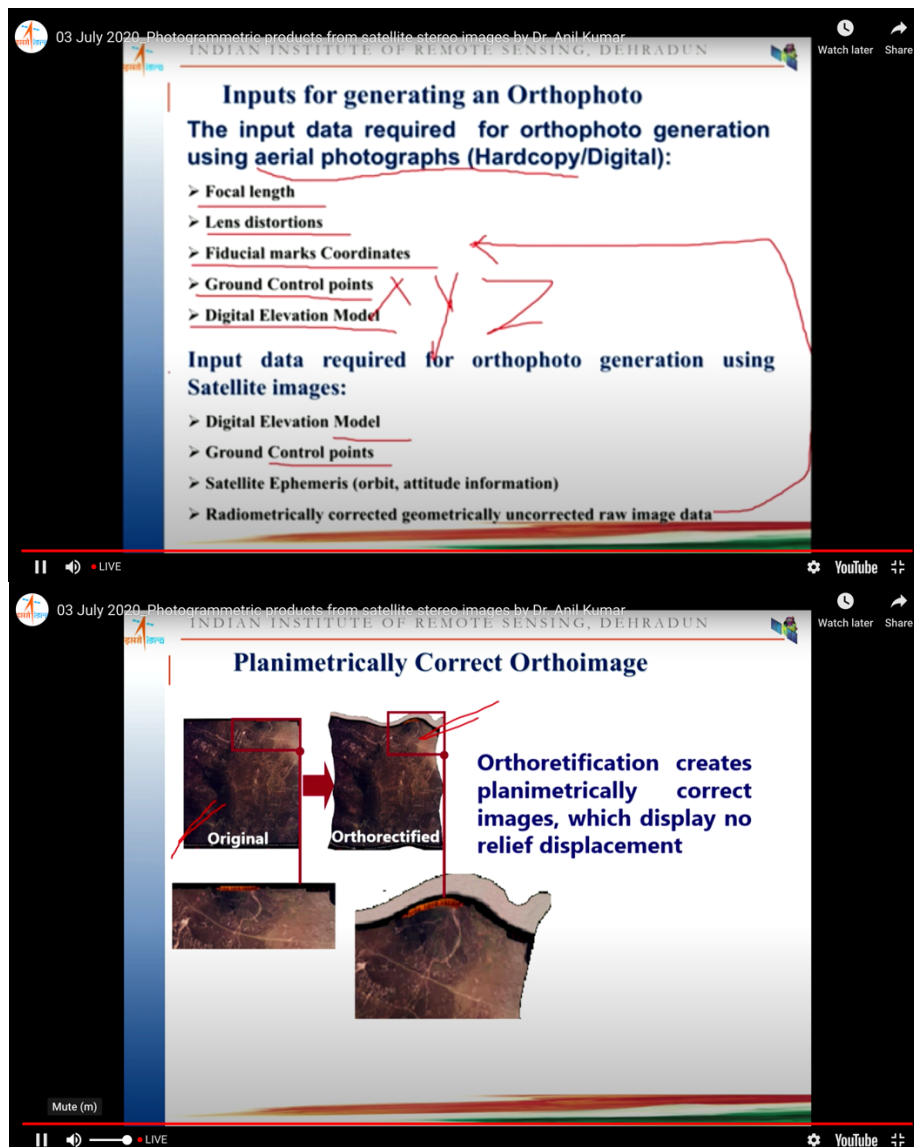 03 July 2020_Photogrammetric products from satellite stereo images by Dr. Anil Kumar
Watch later Share
INDIAN INSTITUTE OF REMOTE SENSING, DEHRADUN
Inputs for generating an Orthophoto
The input data required for orthophoto generation
using aerial photographs (Hardcopy/Digital):
➢ Focal length
➢ Lens distortions
➢ Fiducial marks Coordinates
➢ Ground Control points X Y Z
➢ Digital Elevation Model
Input data required for orthophoto generation using
Satellite images:
➢ Digital Elevation Model
➢ Ground Control points
➢ Satellite Ephemeris (orbit, attitude information)
➢ Radiometrically corrected geometrically uncorrected raw image data
LIVE YouTube
03 July 2020_Photogrammetric products from satellite stereo images by Dr. Anil Kumar
Watch later Share
INDIAN INSTITUTE OF REMOTE SENSING, DEHRADUN
Planimetrically Correct Orthoimage
Orthoretification creates
planimetrically correct
images, which display no
relief displacement
Original Orthorectified
Mute (m)
LIVE YouTube